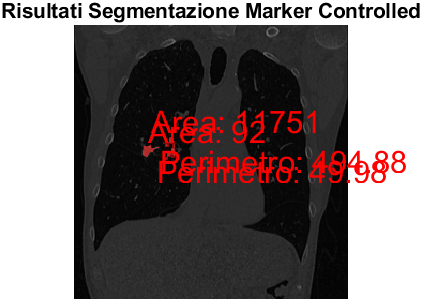 Risultati Segmentazione Marker Controlled
Area: 11751
Area: 92
Perimetro: 494.88
Perimetro: 49.98